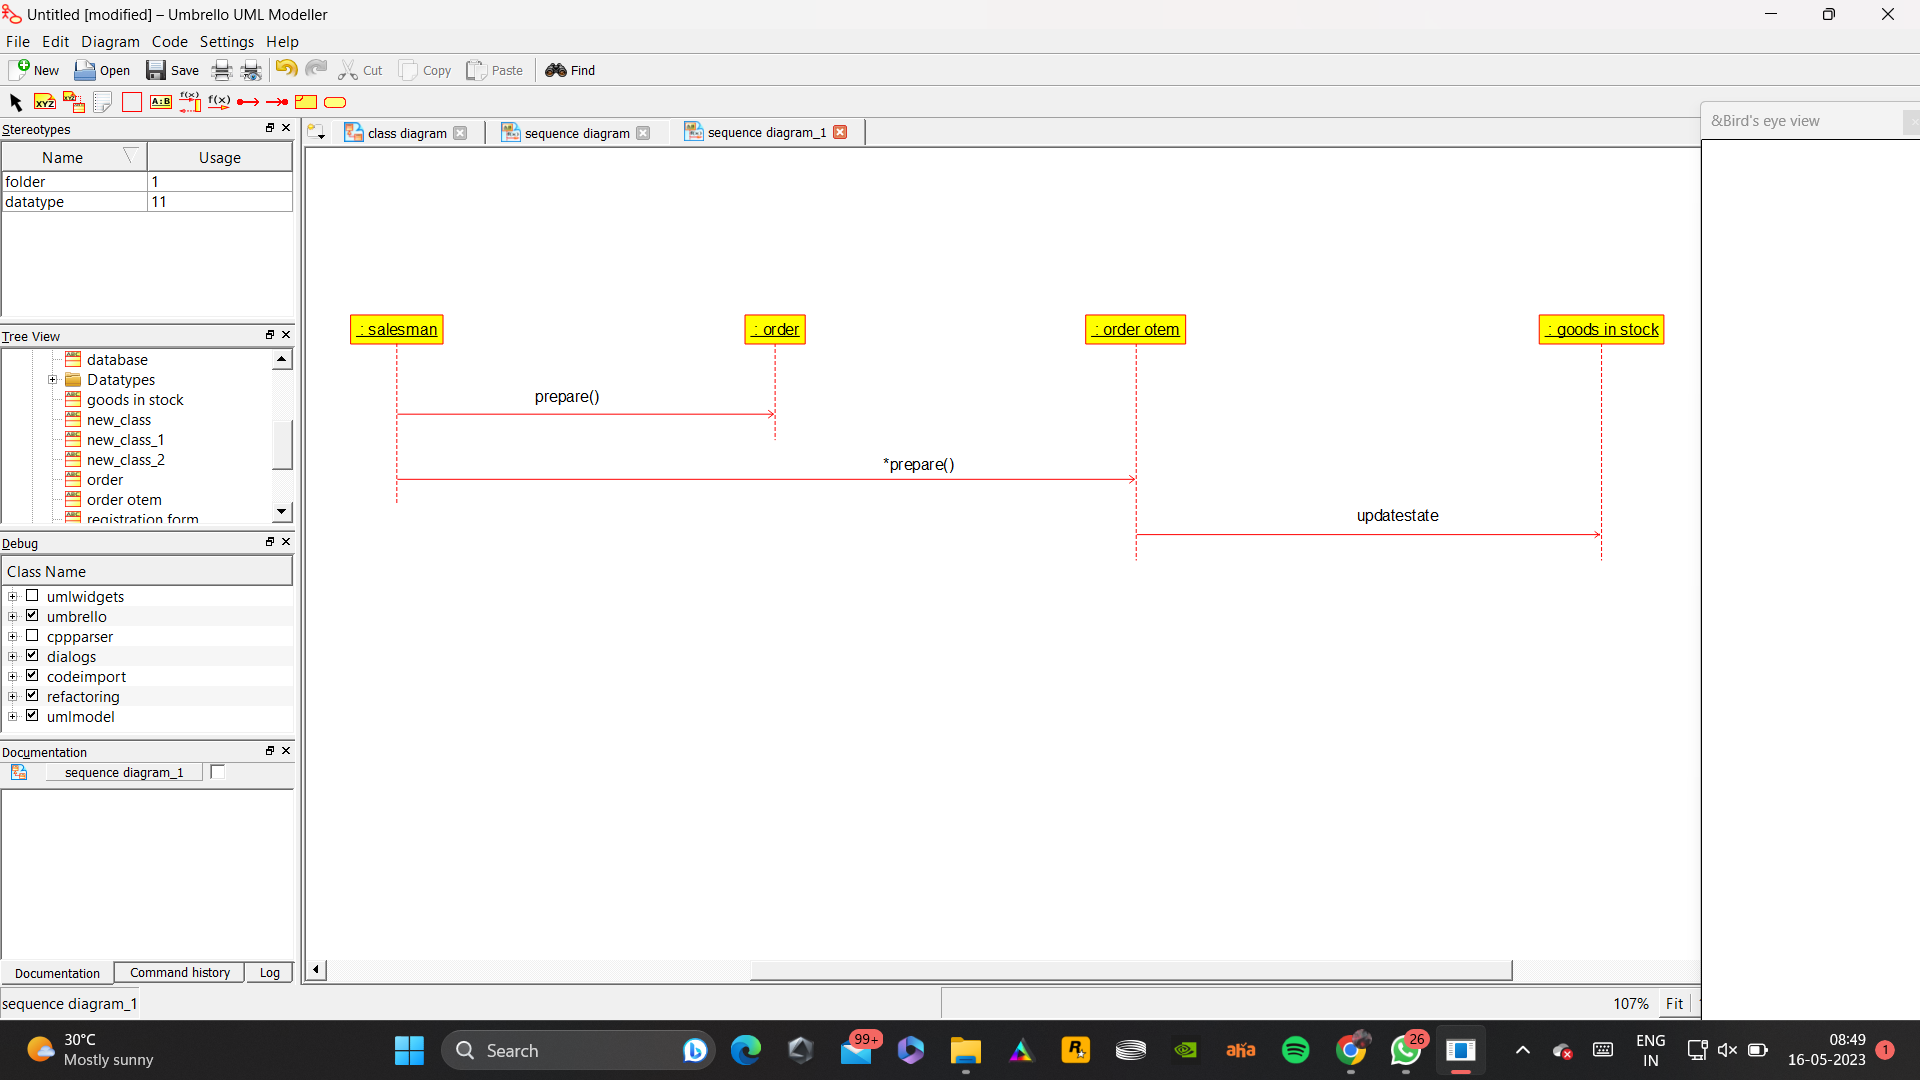 Untitled [modified] – Umbrello UML Modeller
File Edit Diagram Code Settings Help
New Open Save Cut Copy Paste Find
XYZ XYZ A:B f(x) f(x)
Stereotypes
Name Usage
folder 1
datatype 11
Tree View
database
Datatypes
goods in stock
new_class
new_class_1
new_class_2
order
order otem
registration form
Debug
Class Name
umlwidgets
umbrello
cppparser
dialogs
codeimport
refactoring
umlmodel
Documentation
sequence diagram_1
Documentation Command history Log
sequence diagram_1
class diagram sequence diagram sequence diagram_1
&Bird's eye view
: salesman : order : order otem : goods in stock
prepare()
*prepare()
updatestate
107% Fit
30°C
Mostly sunny
Search
99+
aha
26
ENG
IN
08:49
16-05-2023
1